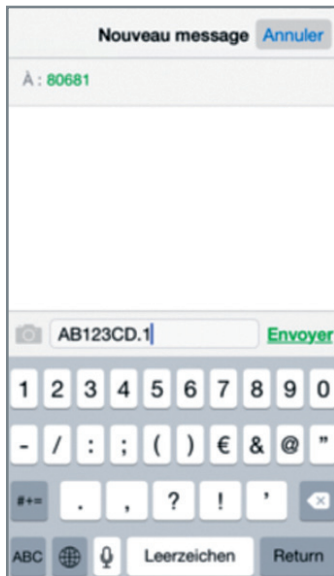 Nouveau message Annuler
À : 80681
AB123CD.1 Envoyer
1 2 3 4 5 6 7 8 9 0
- / : ; ( ) € & @ "
#+= . , ? ! '
ABC Leerzeichen Return